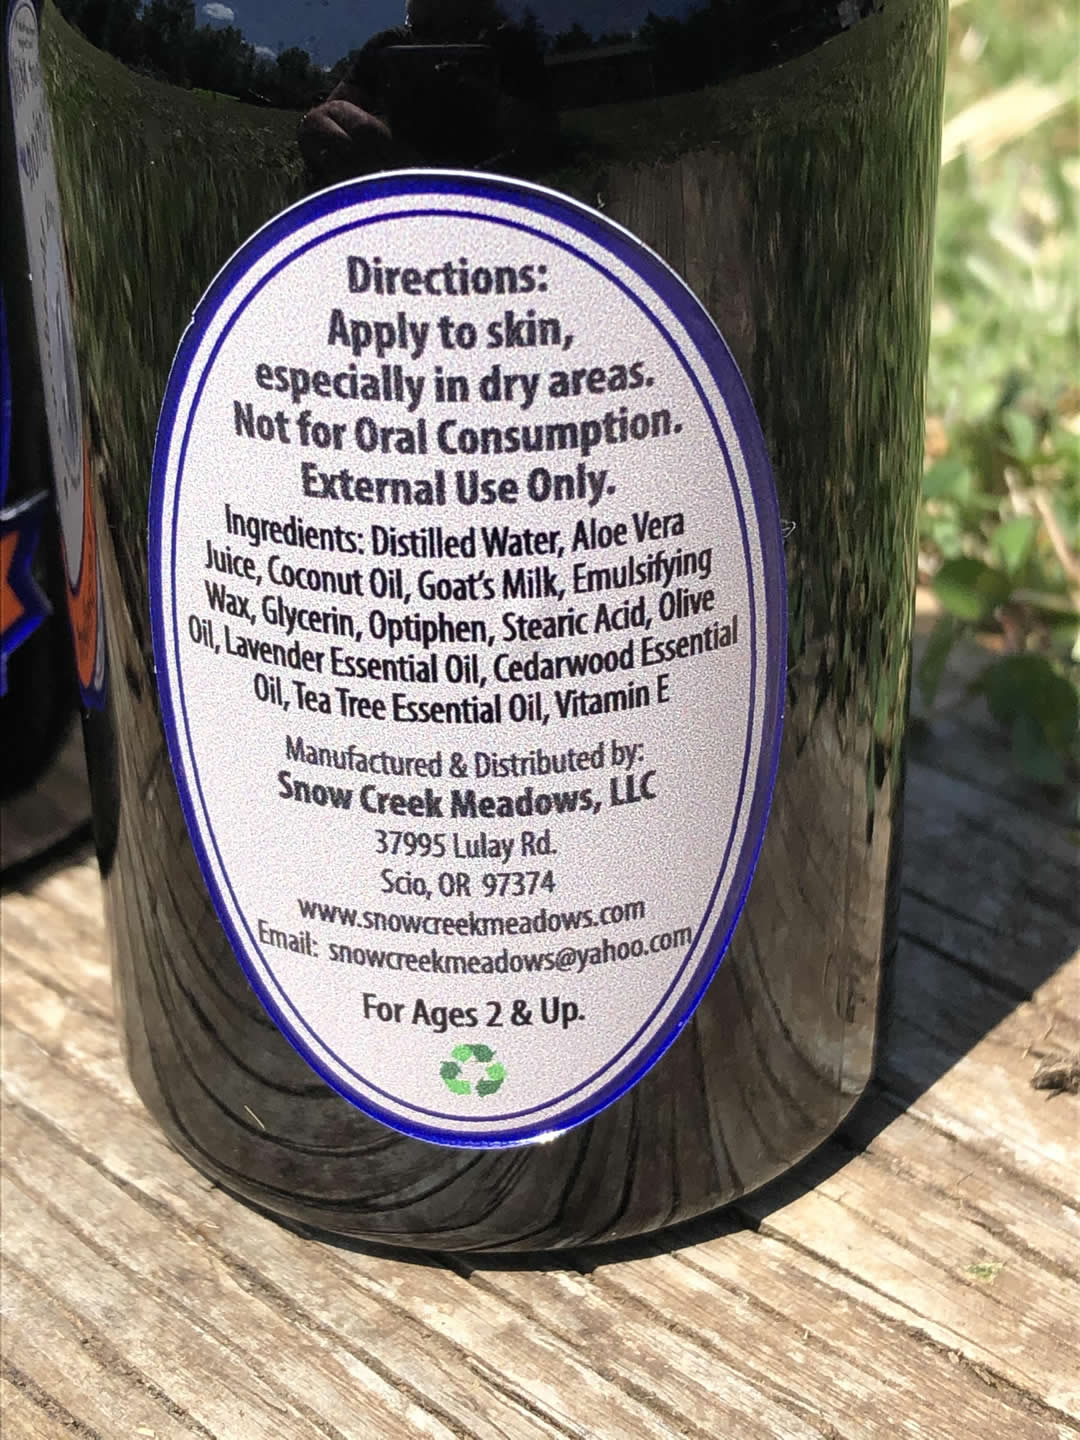 Directions:
Apply to skin,
especially in dry areas.
Not for Oral Consumption.
External Use Only.
Ingredients: Distilled Water, Aloe Vera
Juice, Coconut Oil, Goat's Milk, Emulsifying
Wax, Glycerin, Optiphen, Stearic Acid, Olive
Oil, Lavender Essential Oil, Cedarwood Essential
Oil, Tea Tree Essential Oil, Vitamin E
Manufactured & Distributed by:
Snow Creek Meadows, LLC
37995 Lulay Rd.
Scio, OR 97374
www.snowcreekmeadows.com
Email: snowcreekmeadows@yahoo.com
For Ages 2 & Up.